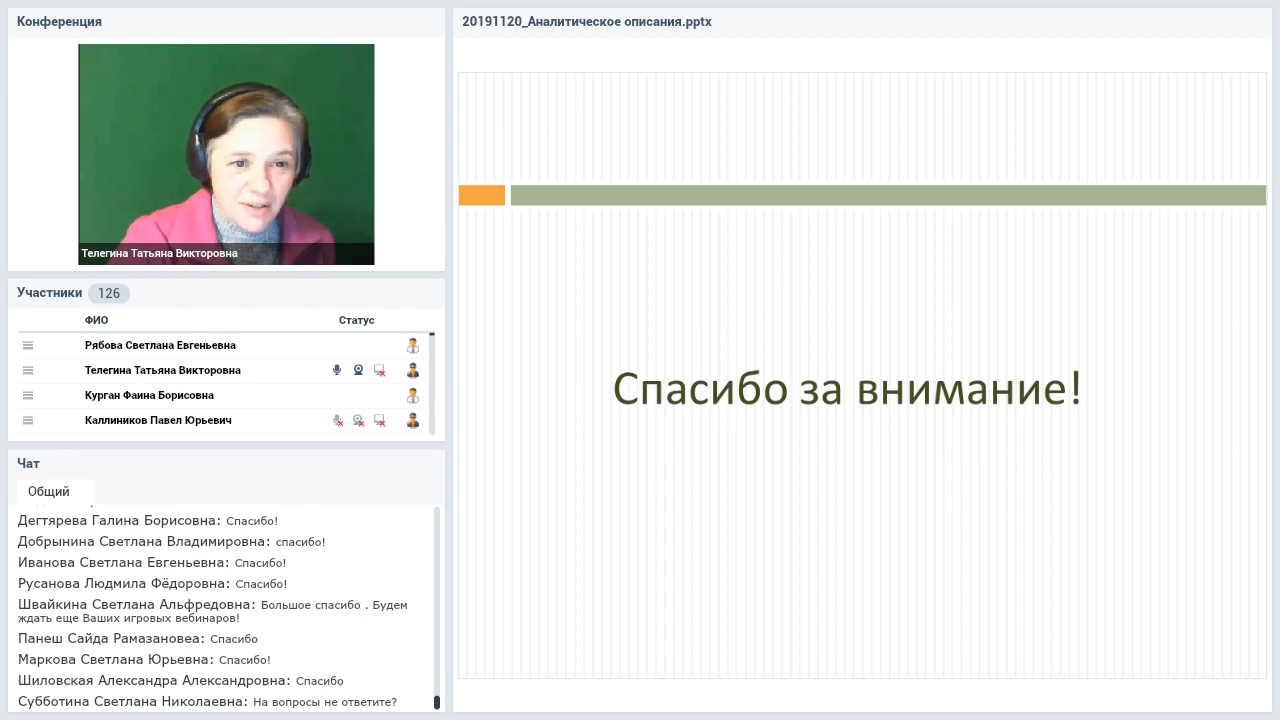 Конференция
Телегина Татьяна Викторовна
Участники 126
ФИО Статус
Рябова Светлана Евгеньевна
Телегина Татьяна Викторовна
Курган Фаина Борисовна
Каллиников Павел Юрьевич
Чат
Общий
Дегтярева Галина Борисовна: Спасибо!
Добрынина Светлана Владимировна: спасибо!
Иванова Светлана Евгеньевна: Спасибо!
Русанова Людмила Фёдоровна: Спасибо!
Швайкина Светлана Альфредовна: Большое спасибо . Будем
ждать еще Ваших игровых вебинаров!
Панеш Сайда Рамазановеа: Спасибо
Маркова Светлана Юрьевна: Спасибо!
Шиловская Александра Александровна: Спасибо
Субботина Светлана Николаевна: На вопросы не ответите?
20191120_Аналитическое описания.pptx
Спасибо за внимание!